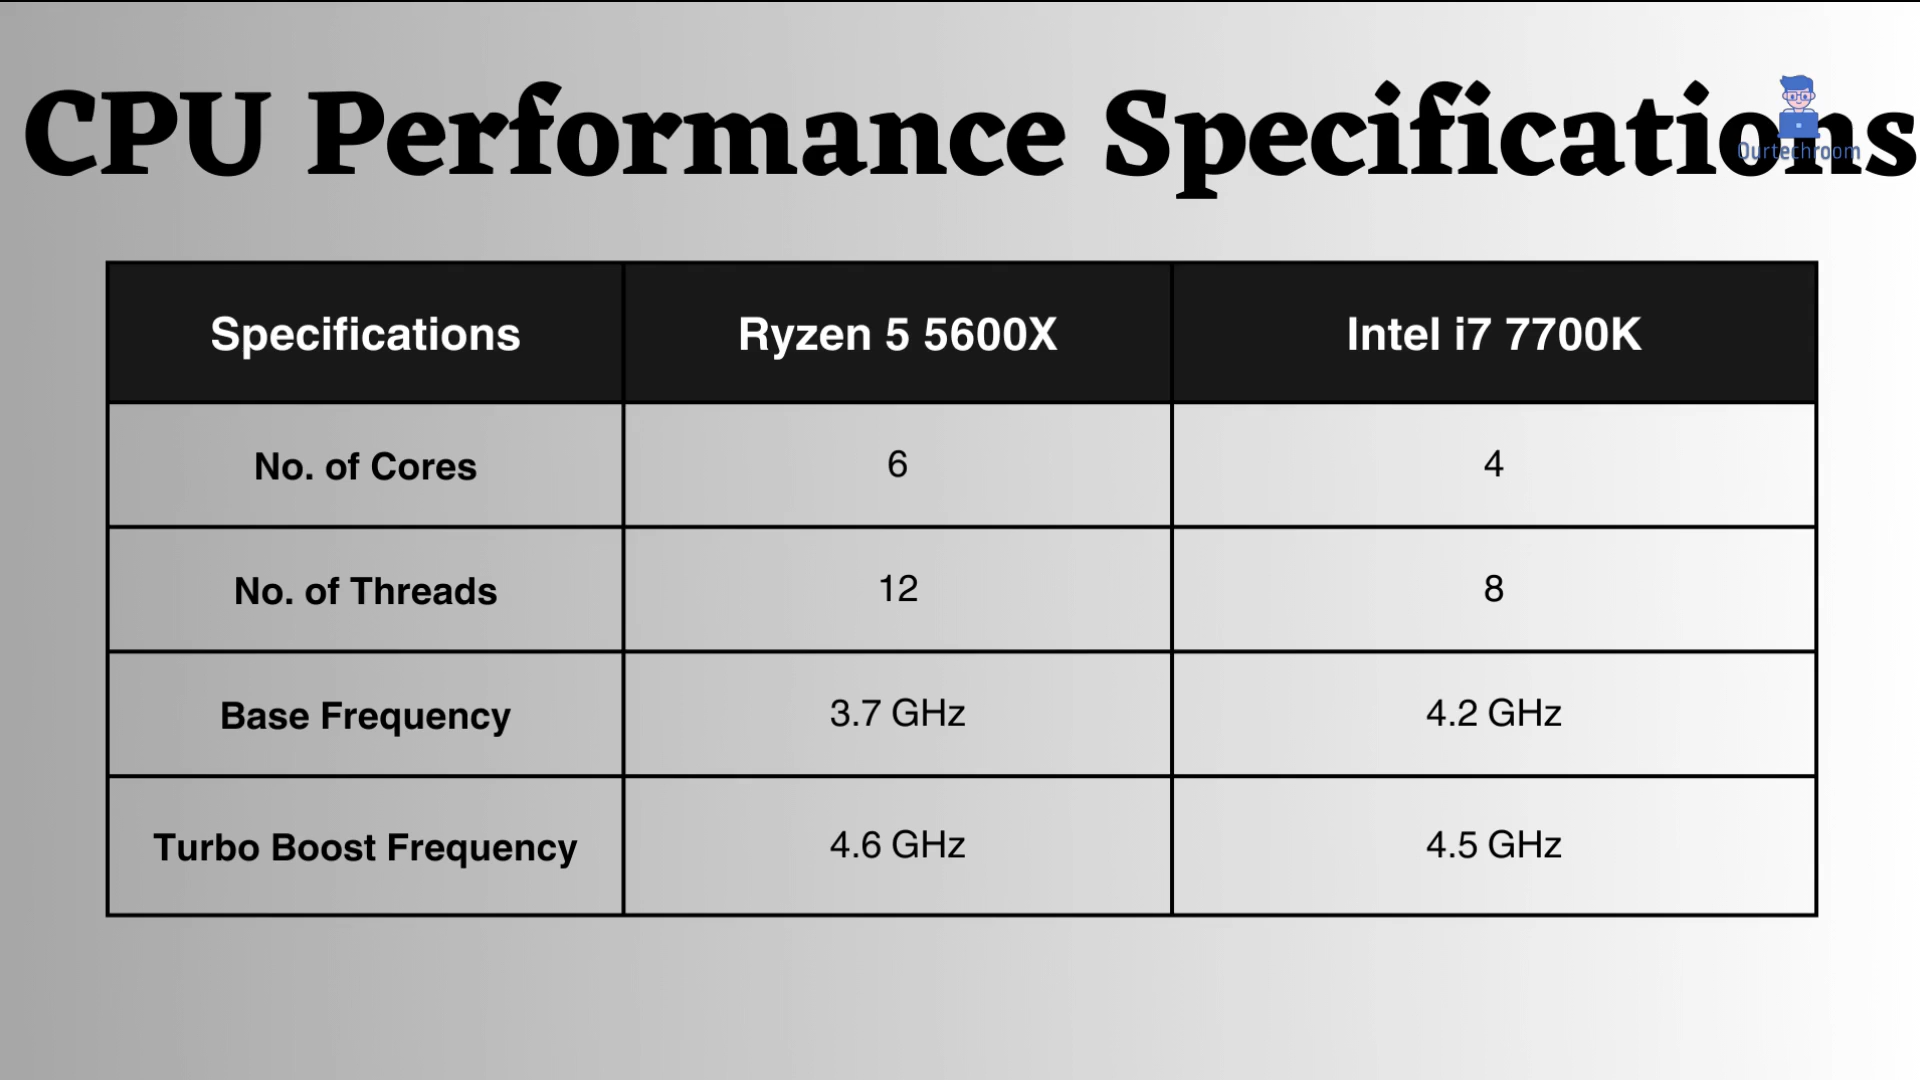 CPU Performance Specifications
Ourtechroom
Specifications Ryzen 5 5600X Intel i7 7700K
No. of Cores 6 4
No. of Threads 12 8
Base Frequency 3.7 GHz 4.2 GHz
Turbo Boost Frequency 4.6 GHz 4.5 GHz